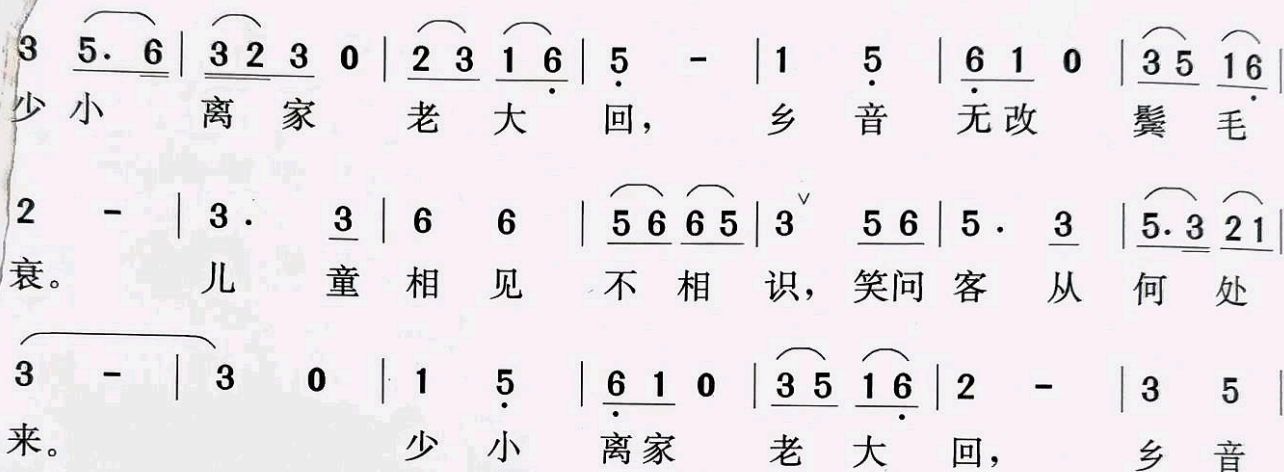 3 5. 6 | 3 2 3 0 | 2 3 1 6 | 5 - | 1 5 | 6 1 0 | 3 5 1 6 |
少 小 离 家 老 大 回， 乡 音 无 改 鬓 毛
2 - | 3 . 3 | 6 6 | 5 6 6 5 | 3 ∨ 5 6 | 5 . 3 | 5. 3 2 1 |
衰。 儿 童 相 见 不 相 识， 笑问 客 从 何 处
3 - | 3 0 | 1 5 | 6 1 0 | 3 5 1 6 | 2 - | 3 5 |
来。 少 小 离家 老 大 回， 乡 音